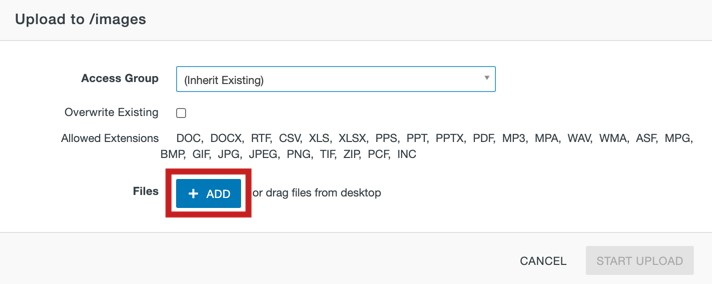 Upload to /images
Access Group (Inherit Existing)
Overwrite Existing
Allowed Extensions DOC, DOCX, RTF, CSV, XLS, XLSX, PPS, PPT, PPTX, PDF, MP3, MPA, WAV, WMA, ASF, MPG,
BMP, GIF, JPG, JPEG, PNG, TIF, ZIP, PCF, INC
Files + ADD or drag files from desktop
CANCEL START UPLOAD